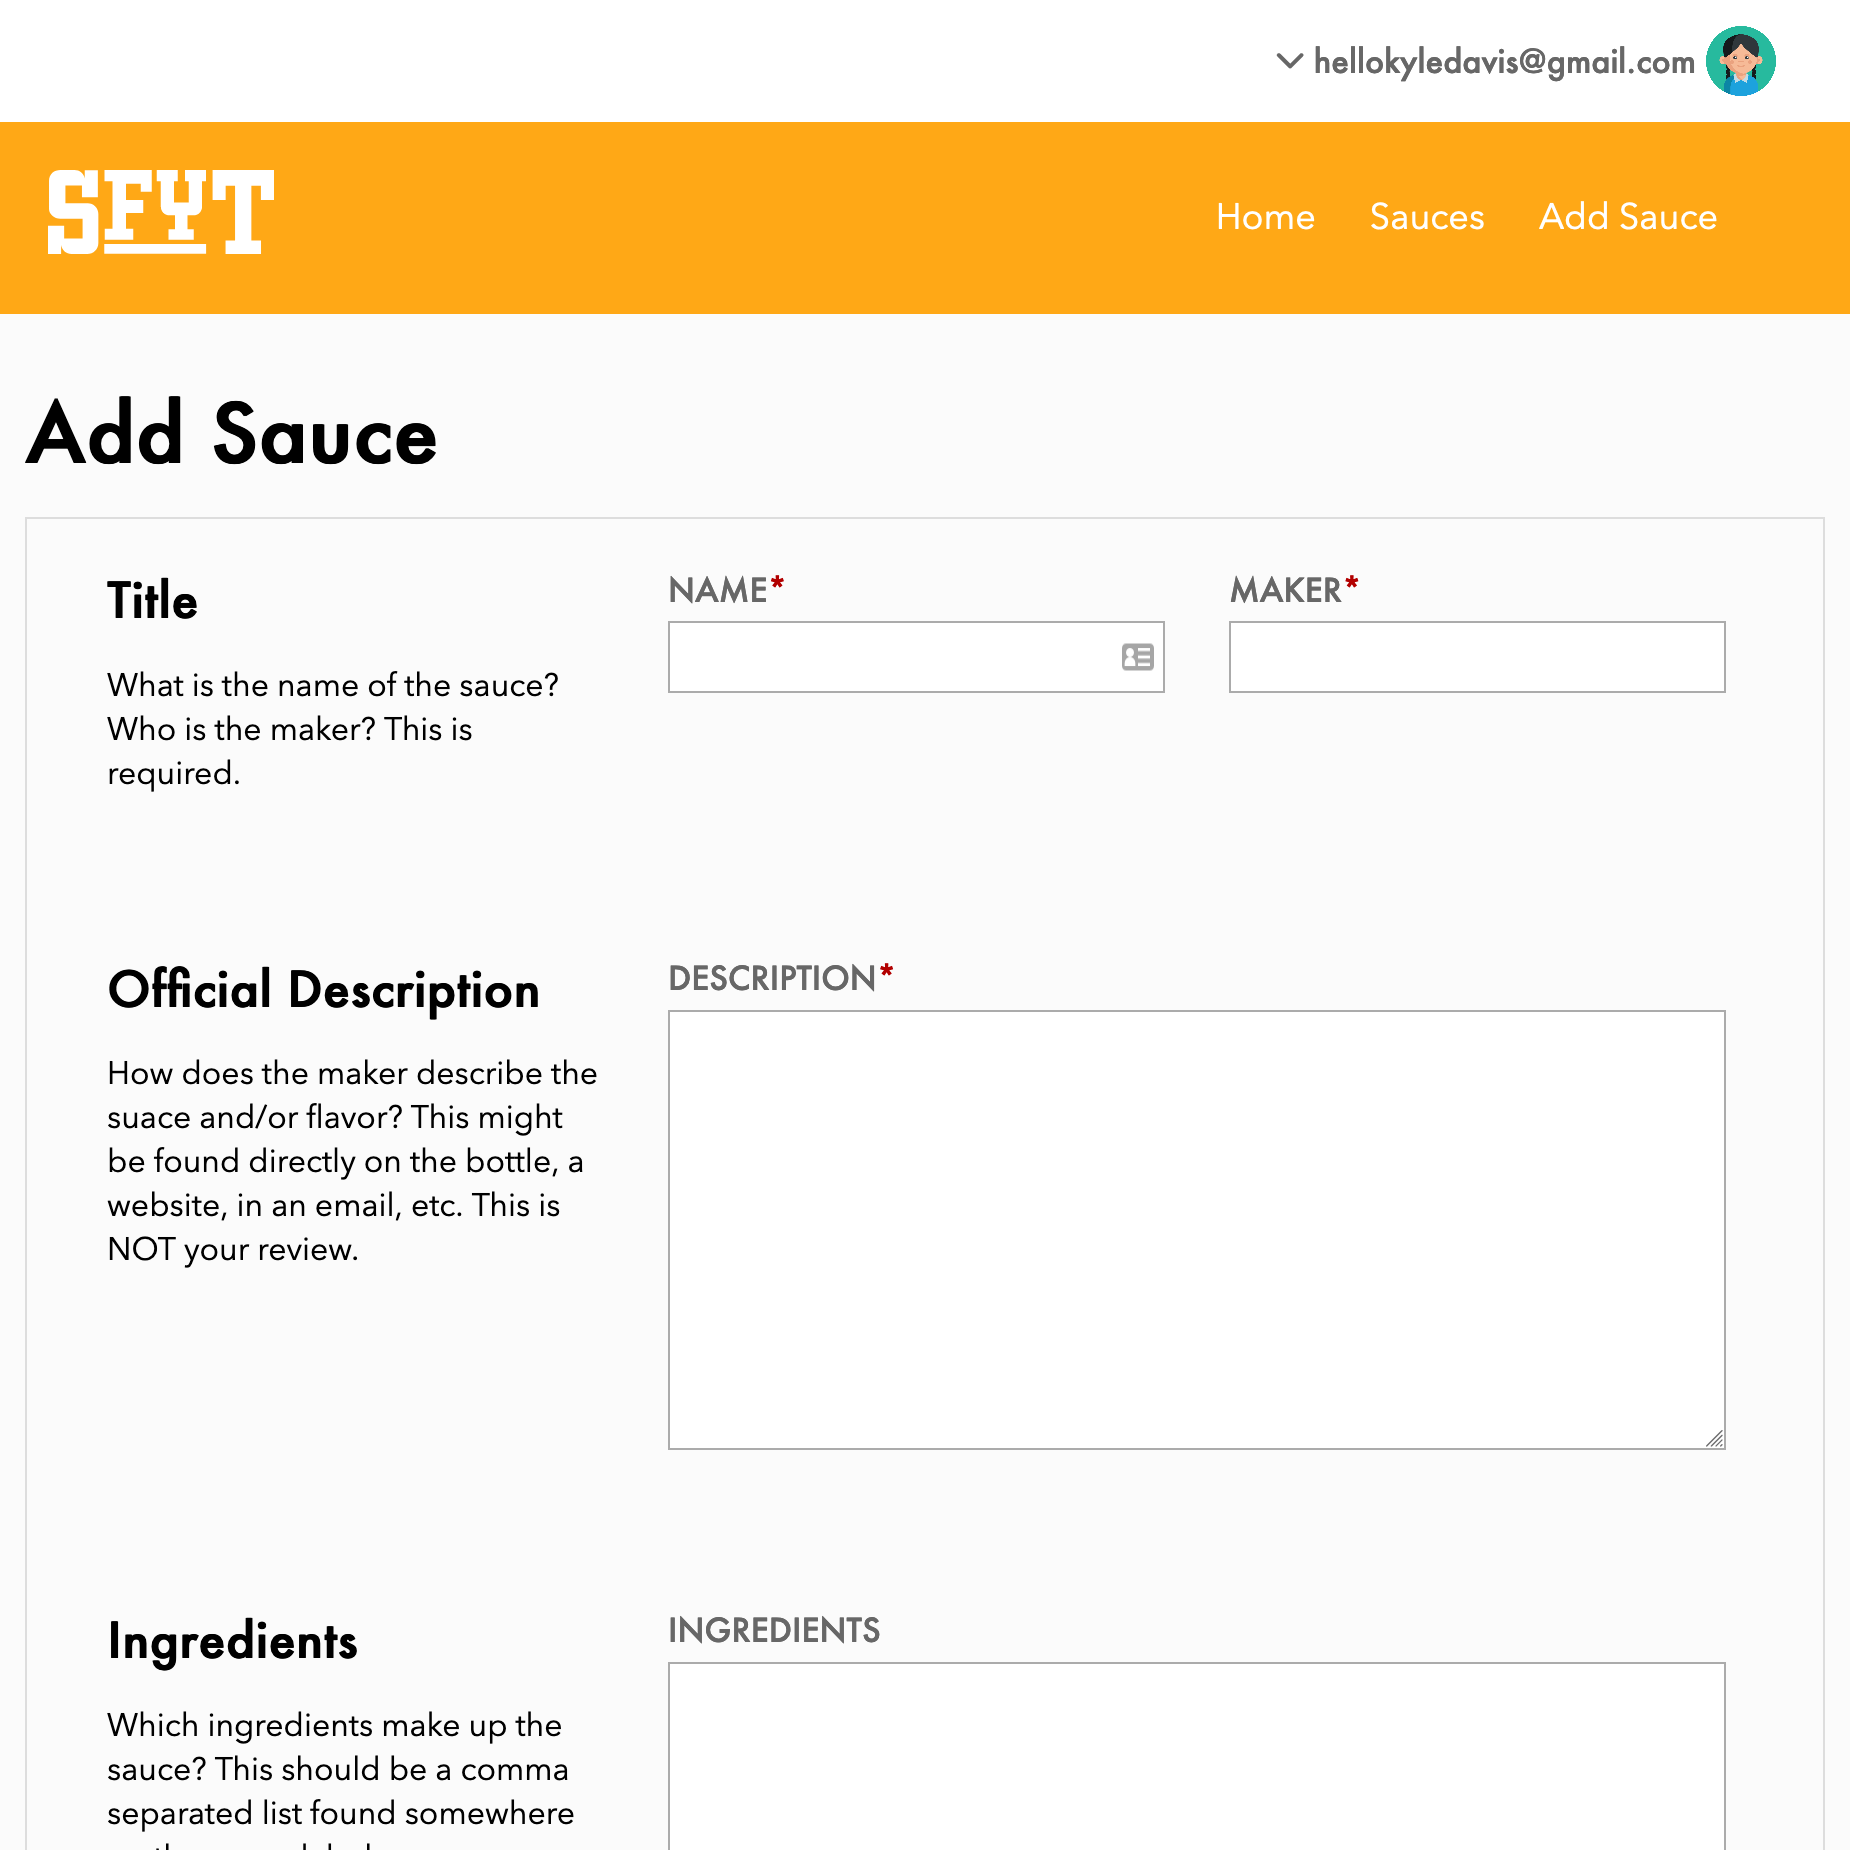 hellokyledavis@gmail.com
SFYT
Home Sauces Add Sauce
Add Sauce
Title
What is the name of the sauce?
Who is the maker? This is
required.
NAME*
MAKER*
Official Description
How does the maker describe the
suace and/or flavor? This might
be found directly on the bottle, a
website, in an email, etc. This is
NOT your review.
DESCRIPTION*
Ingredients
Which ingredients make up the
sauce? This should be a comma
separated list found somewhere
INGREDIENTS